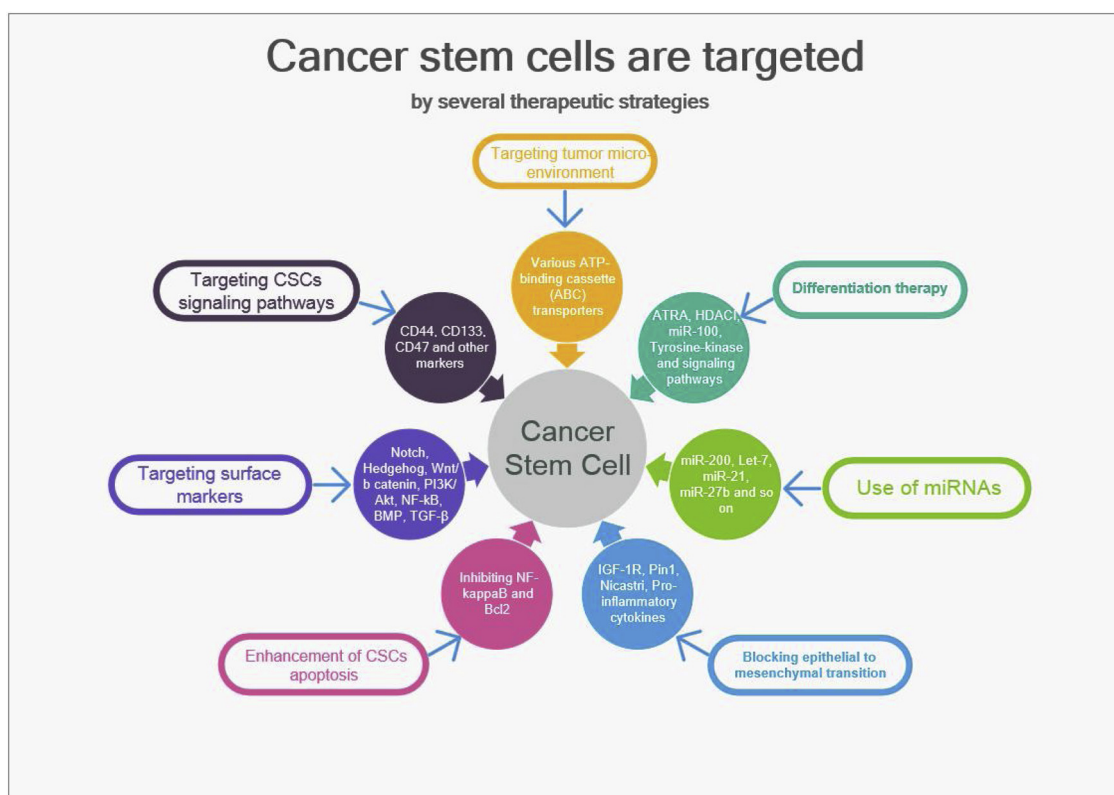 Cancer stem cells are targeted
by several therapeutic strategies
Targeting tumor micro-
environment
Various ATP-
binding cassette
(ABC)
transporters
Targeting CSCs
signaling pathways
CD44, CD133,
CD47 and other
markers
Differentiation therapy
ATRA, HDACI,
miR-100,
Tyrosine-kinase
and signaling
pathways
Cancer
Stem Cell
Targeting surface
markers
Notch,
Hedgehog, Wnt/
b catenin, PI3K/
Akt, NF-kB,
BMP, TGF-β
miR-200, Let-7,
miR-21,
miR-27b and so
on
Use of miRNAs
Inhibiting NF-
kappaB and
Bcl2
Enhancement of CSCs
apoptosis
IGF-1R, Pin1,
Nicastri, Pro-
inflammatory
cytokines
Blocking epithelial to
mesenchymal transition